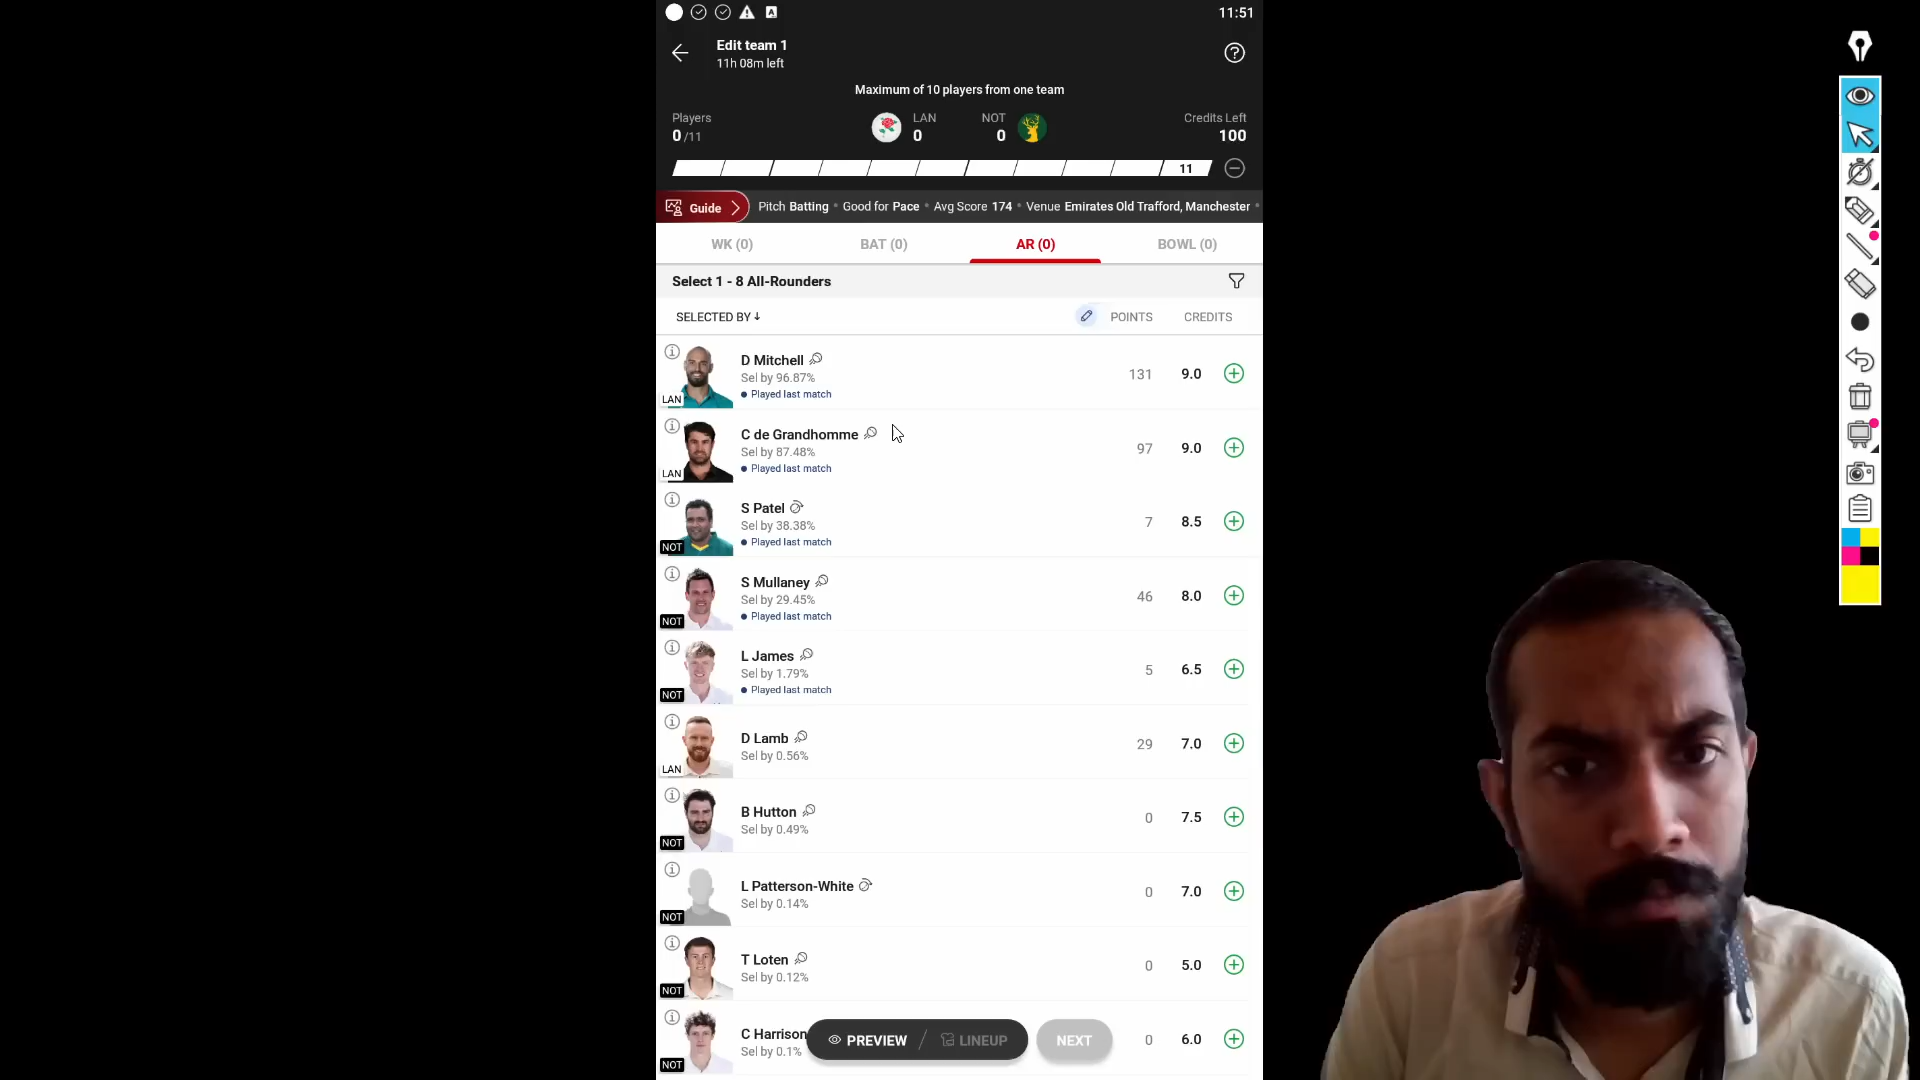 11:51
Edit team 1
11h 08m left
Maximum of 10 players from one team
Players
0 /11
LAN
0
NOT
0
Credits Left
100
11
Guide
Pitch Batting • Good for Pace • Avg Score 174 • Venue Emirates Old Trafford, Manchester •
WK (0)
BAT (0)
AR (0)
BOWL (0)
Select 1 - 8 All-Rounders
SELECTED BY
POINTS
CREDITS
D Mitchell
Sel by 96.87%
Played last match
LAN
131
9.0
C de Grandhomme
Sel by 87.48%
Played last match
LAN
97
9.0
S Patel
Sel by 38.38%
Played last match
NOT
7
8.5
S Mullaney
Sel by 29.45%
Played last match
NOT
46
8.0
L James
Sel by 1.79%
Played last match
NOT
5
6.5
D Lamb
Sel by 0.56%
LAN
29
7.0
B Hutton
Sel by 0.49%
NOT
0
7.5
L Patterson-White
Sel by 0.14%
NOT
0
7.0
T Loten
Sel by 0.12%
NOT
0
5.0
C Harrison
Sel by 0.1%
NOT
0
6.0
PREVIEW
LINEUP
NEXT